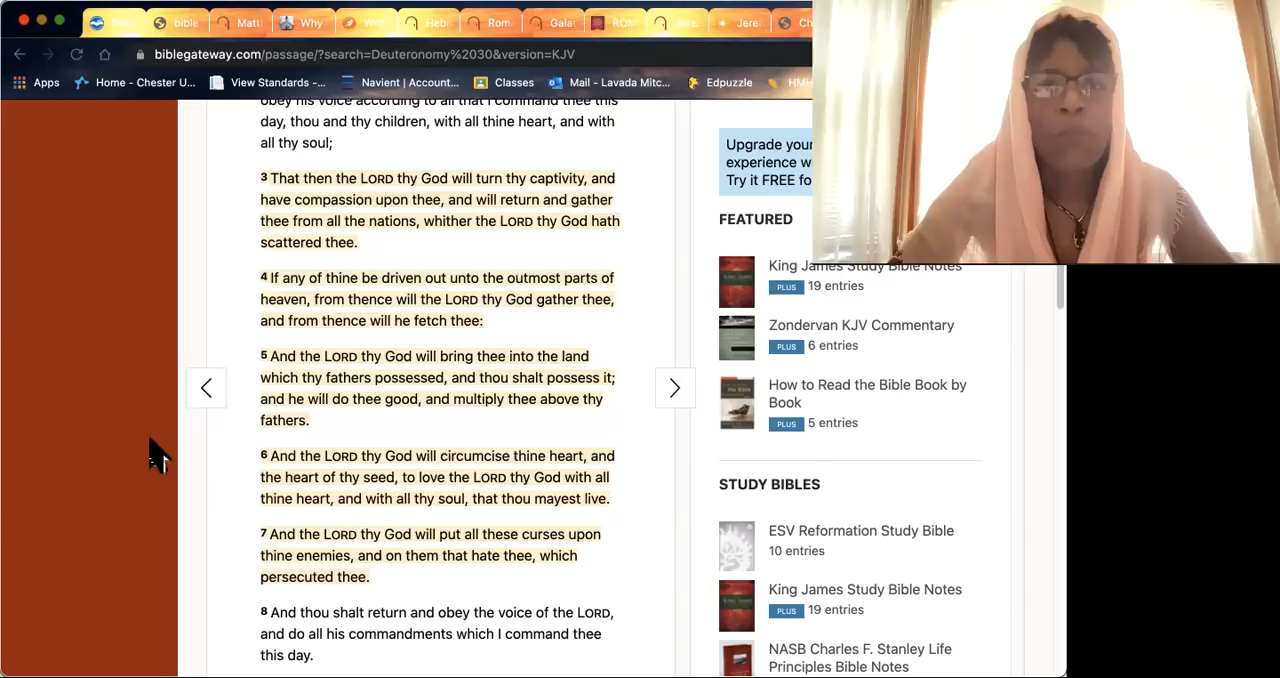 bible
Matt
Why
Hebr
Rom
Gala
ROM
Jere
Jerem
Ch
biblegateway.com/passage/?search=Deuteronomy%2030&version=KJV
Apps
Home - Chester U...
View Standards -...
Navient | Account...
Classes
Mail - Lavada Mitc...
Edpuzzle
HMH
obey his voice according to all that I command thee this
day, thou and thy children, with all thine heart, and with
all thy soul;
3 That then the LORD thy God will turn thy captivity, and
have compassion upon thee, and will return and gather
thee from all the nations, whither the LORD thy God hath
scattered thee.
4 If any of thine be driven out unto the outmost parts of
heaven, from thence will the LORD thy God gather thee,
and from thence will he fetch thee:
5 And the LORD thy God will bring thee into the land
which thy fathers possessed, and thou shalt possess it;
and he will do thee good, and multiply thee above thy
fathers.
6 And the LORD thy God will circumcise thine heart, and
the heart of thy seed, to love the LORD thy God with all
thine heart, and with all thy soul, that thou mayest live.
7 And the LORD thy God will put all these curses upon
thine enemies, and on them that hate thee, which
persecuted thee.
8 And thou shalt return and obey the voice of the LORD,
and do all his commandments which I command thee
this day.
Upgrade your
experience w
Try it FREE fo
FEATURED
King James Study Bible Notes
PLUS 19 entries
Zondervan KJV Commentary
PLUS 6 entries
How to Read the Bible Book by
Book
PLUS 5 entries
STUDY BIBLES
ESV Reformation Study Bible
10 entries
King James Study Bible Notes
PLUS 19 entries
NASB Charles F. Stanley Life
Principles Bible Notes